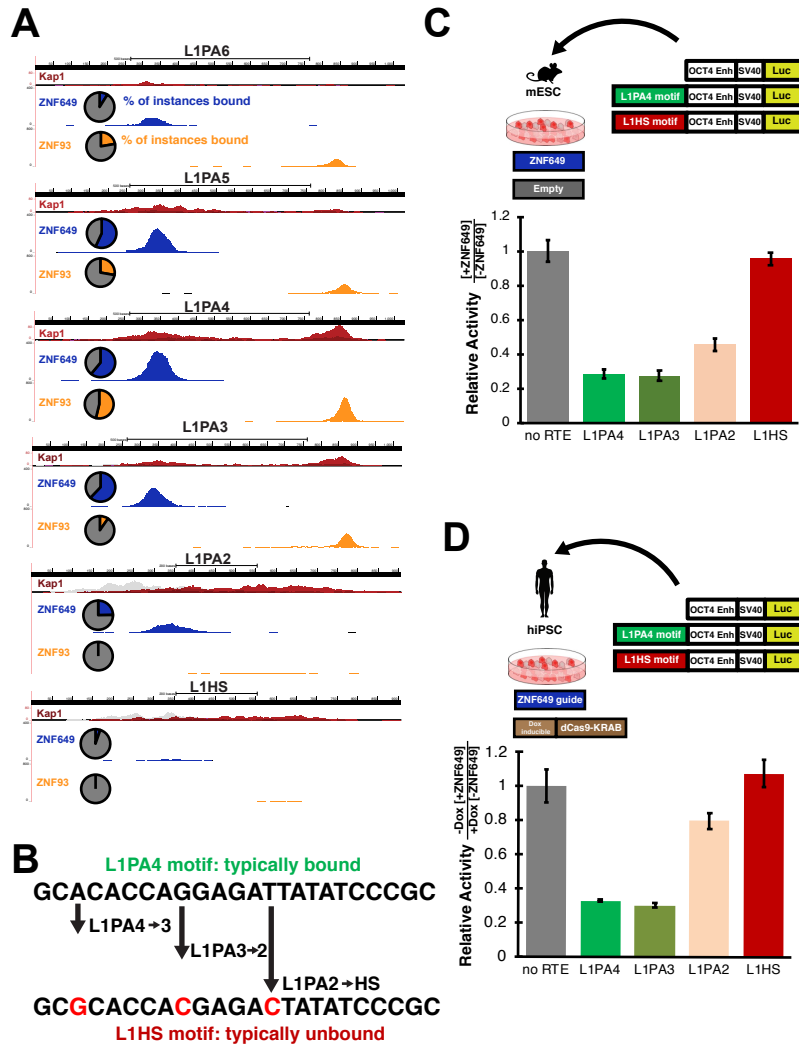 A
L1PA6
Kap1
ZNF649
% of instances bound
ZNF93
% of instances bound
L1PA5
Kap1
ZNF649
ZNF93
L1PA4
Kap1
ZNF649
ZNF93
L1PA3
Kap1
ZNF649
ZNF93
L1PA2
Kap1
ZNF649
ZNF93
L1HS
Kap1
ZNF649
ZNF93
B
L1PA4 motif: typically bound
GCACACCAGGAGATTATATCCCGC
L1PA4→3
L1PA3→2
L1PA2→HS
GCGCACCACGAGACTATATCCCGC
L1HS motif: typically unbound
C
mESC
OCT4 Enh SV40 Luc
L1PA4 motif OCT4 Enh SV40 Luc
L1HS motif OCT4 Enh SV40 Luc
ZNF649
Empty
Relative Activity [+ZNF649]
[-ZNF649]
1.2
1
0.8
0.6
0.4
0.2
0
no RTE L1PA4 L1PA3 L1PA2 L1HS
D
hiPSC
OCT4 Enh SV40 Luc
L1PA4 motif OCT4 Enh SV40 Luc
L1HS motif OCT4 Enh SV40 Luc
ZNF649 guide
Dox
inducible dCas9-KRAB
Relative Activity -Dox [+ZNF649]
+Dox [-ZNF649]
1.2
1
0.8
0.6
0.4
0.2
0
no RTE L1PA4 L1PA3 L1PA2 L1HS